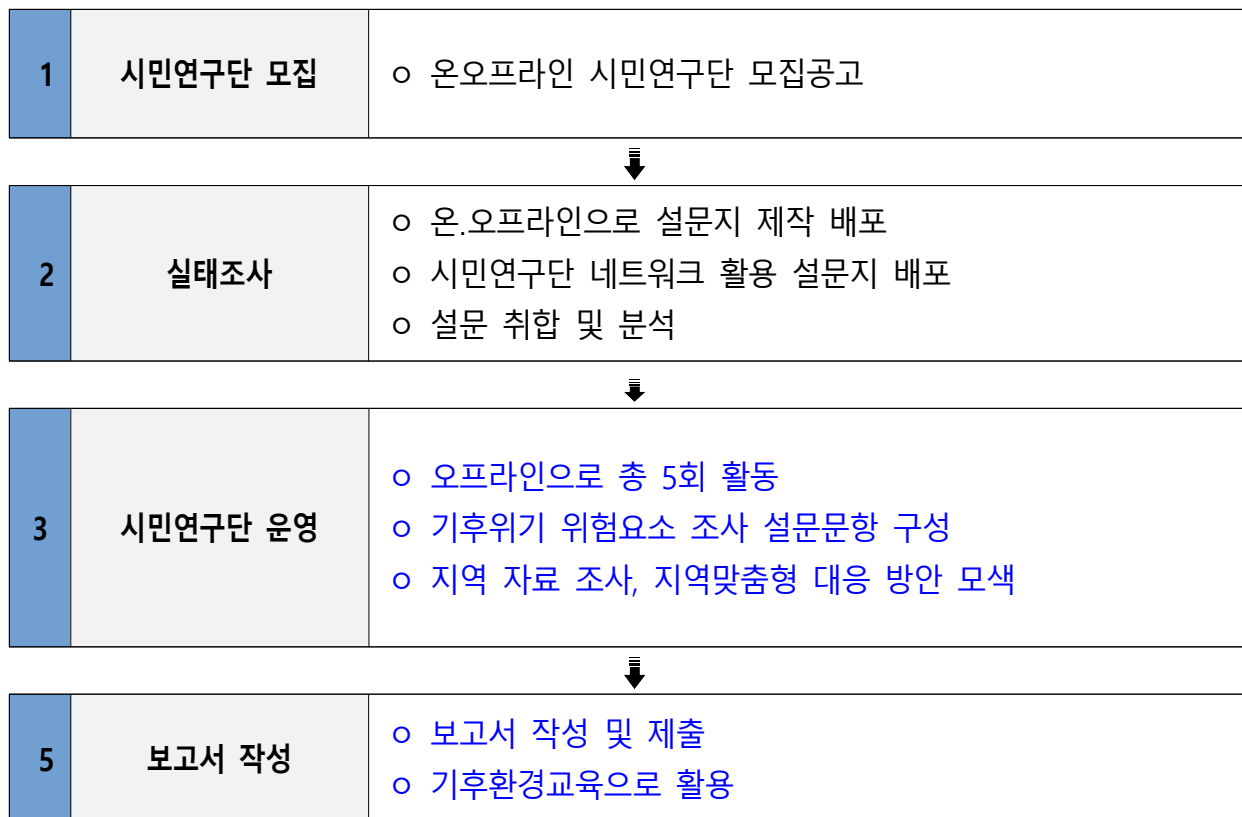 1
시민연구단 모집
ㅇ 온오프라인 시민연구단 모집공고
2
실태조사
ㅇ 온.오프라인으로 설문지 제작 배포
ㅇ 시민연구단 네트워크 활용 설문지 배포
ㅇ 설문 취합 및 분석
3
시민연구단 운영
ㅇ 오프라인으로 총 5회 활동
ㅇ 기후위기 위험요소 조사 설문문항 구성
ㅇ 지역 자료 조사, 지역맞춤형 대응 방안 모색
5
보고서 작성
ㅇ 보고서 작성 및 제출
ㅇ 기후환경교육으로 활용